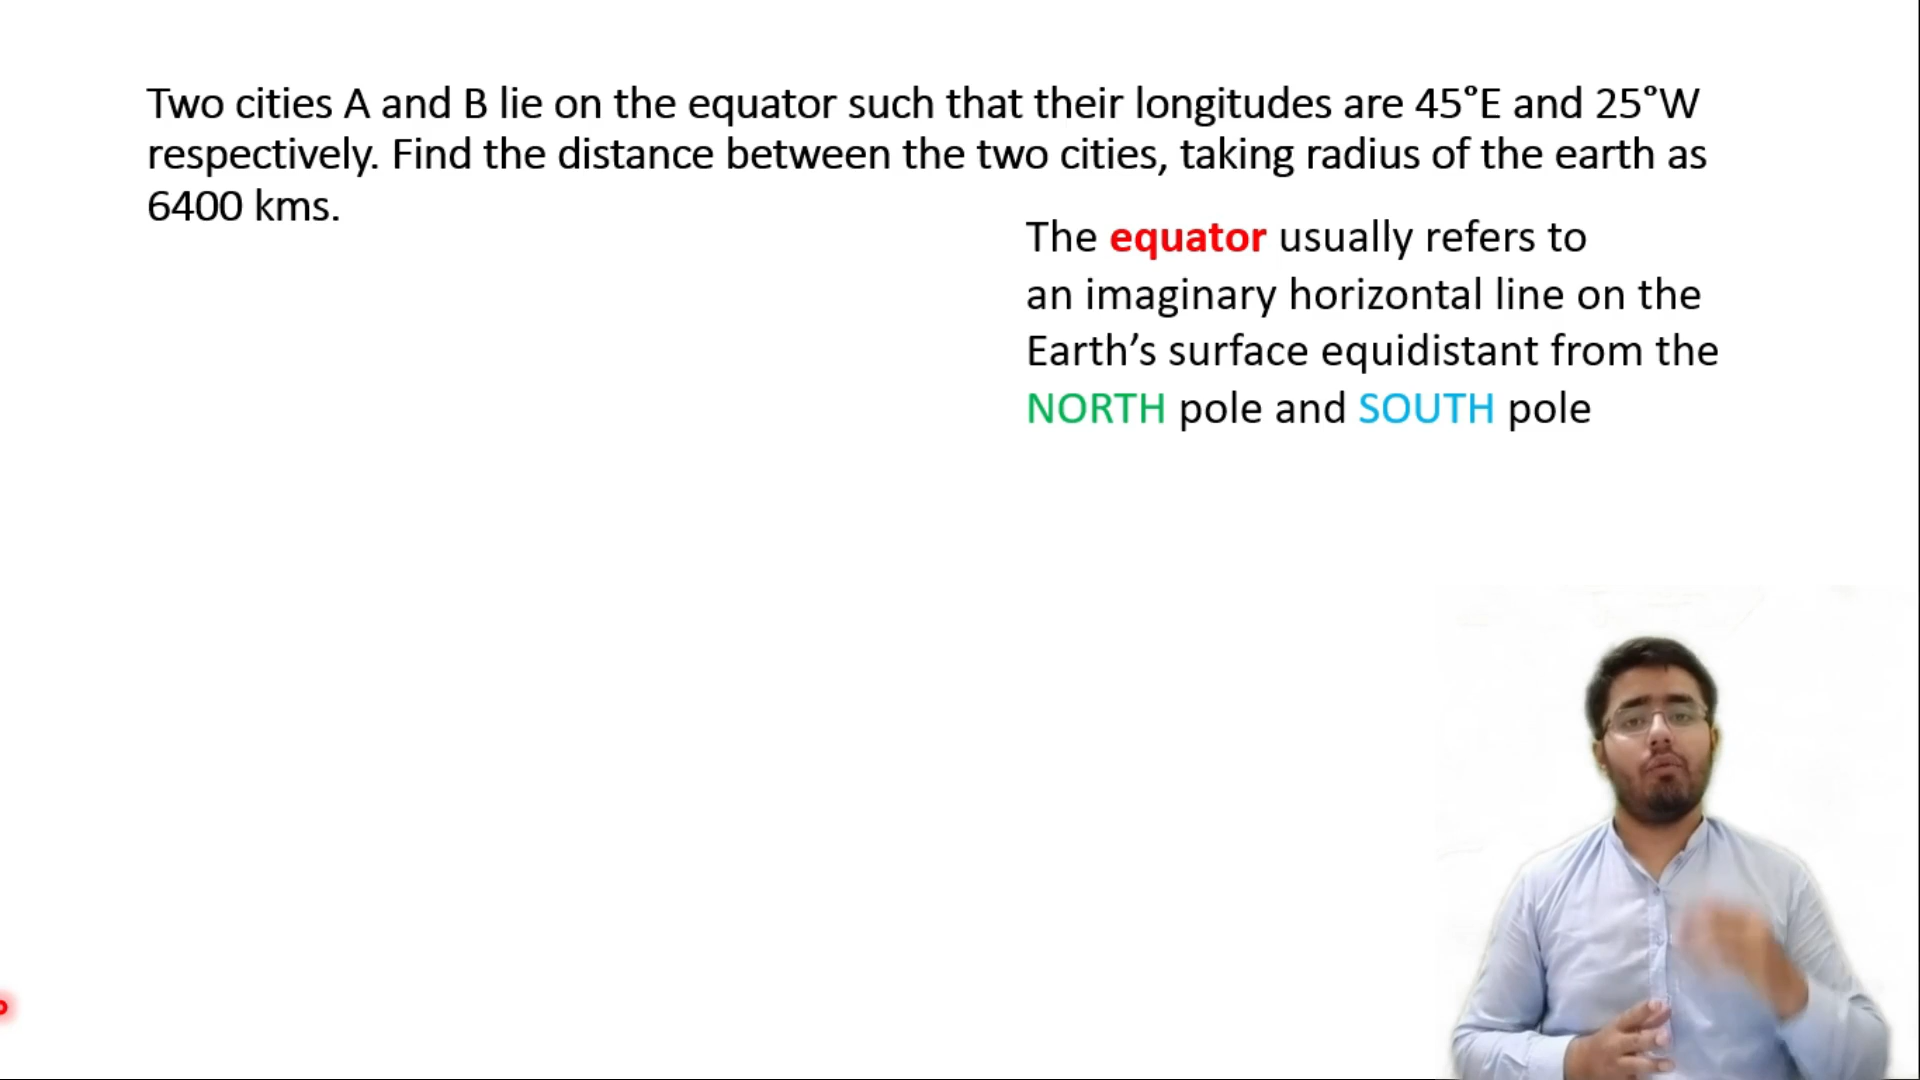 Two cities A and B lie on the equator such that their longitudes are 45°E and 25°W
respectively. Find the distance between the two cities, taking radius of the earth as
6400 kms.
The equator usually refers to
an imaginary horizontal line on the
Earth’s surface equidistant from the
NORTH pole and SOUTH pole